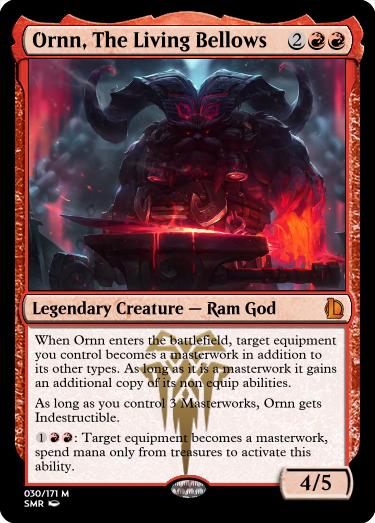 Ornn, The Living Bellows 2
Legendary Creature — Ram God
When Ornn enters the battlefield, target equipment
you control becomes a masterwork in addition to
its other types. As long as it is a masterwork it gains
an additional copy of its non equip abilities.
As long as you control 3 Masterworks, Ornn gets
Indestructible.
1 : Target equipment becomes a masterwork,
spend mana only from treasures to activate this
ability.
4/5
030/171 M
SMR